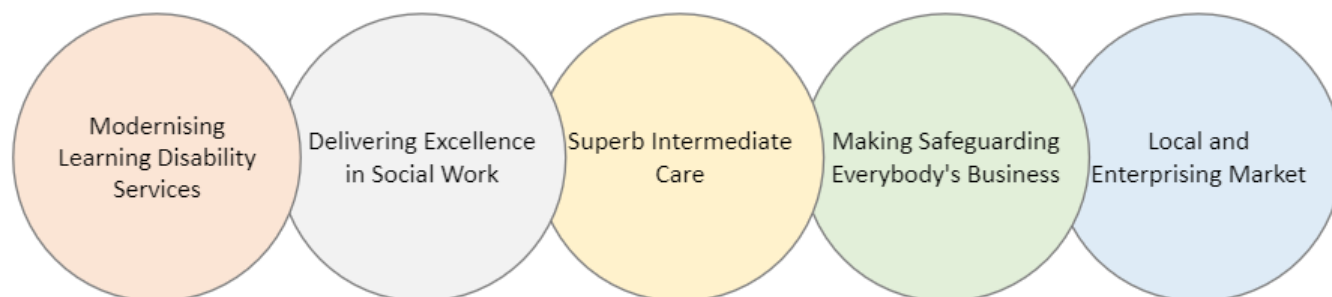 Modernising
Learning Disability
Services
Delivering Excellence
in Social Work
Superb Intermediate
Care
Making Safeguarding
Everybody's Business
Local and
Enterprising Market